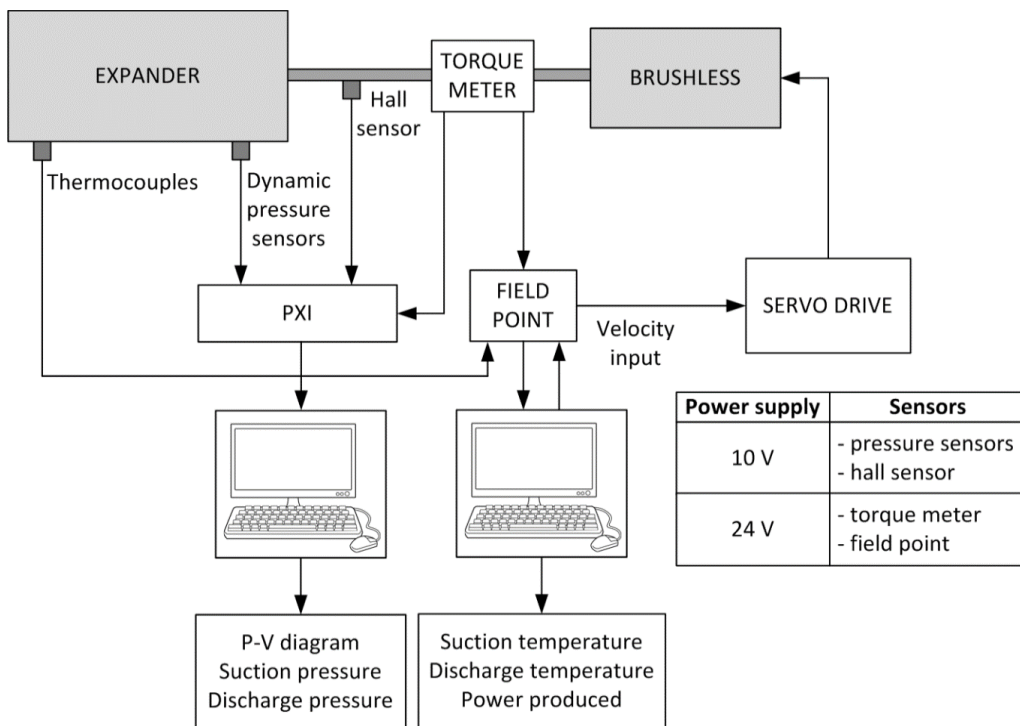 EXPANDER
TORQUE
METER
BRUSHLESS
Hall
sensor
Thermocouples
Dynamic
pressure
sensors
PXI
FIELD
POINT
Velocity
input
SERVO DRIVE
Power supply Sensors
10 V
- pressure sensors
- hall sensor
24 V
- torque meter
- field point
P-V diagram
Suction pressure
Discharge pressure
Suction temperature
Discharge temperature
Power produced